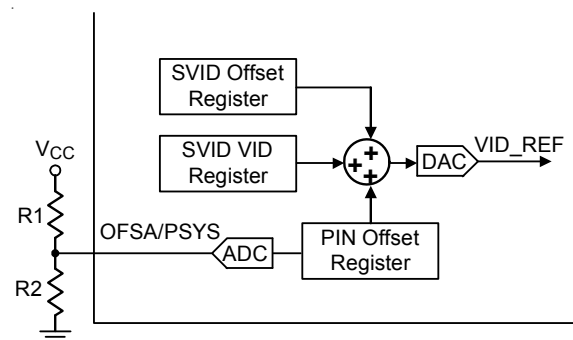 SVID Offset
Register
SVID VID
Register
VCC
R1
R2
OFSA/PSYS
ADC
PIN Offset
Register
+
+
+
DAC
VID_REF